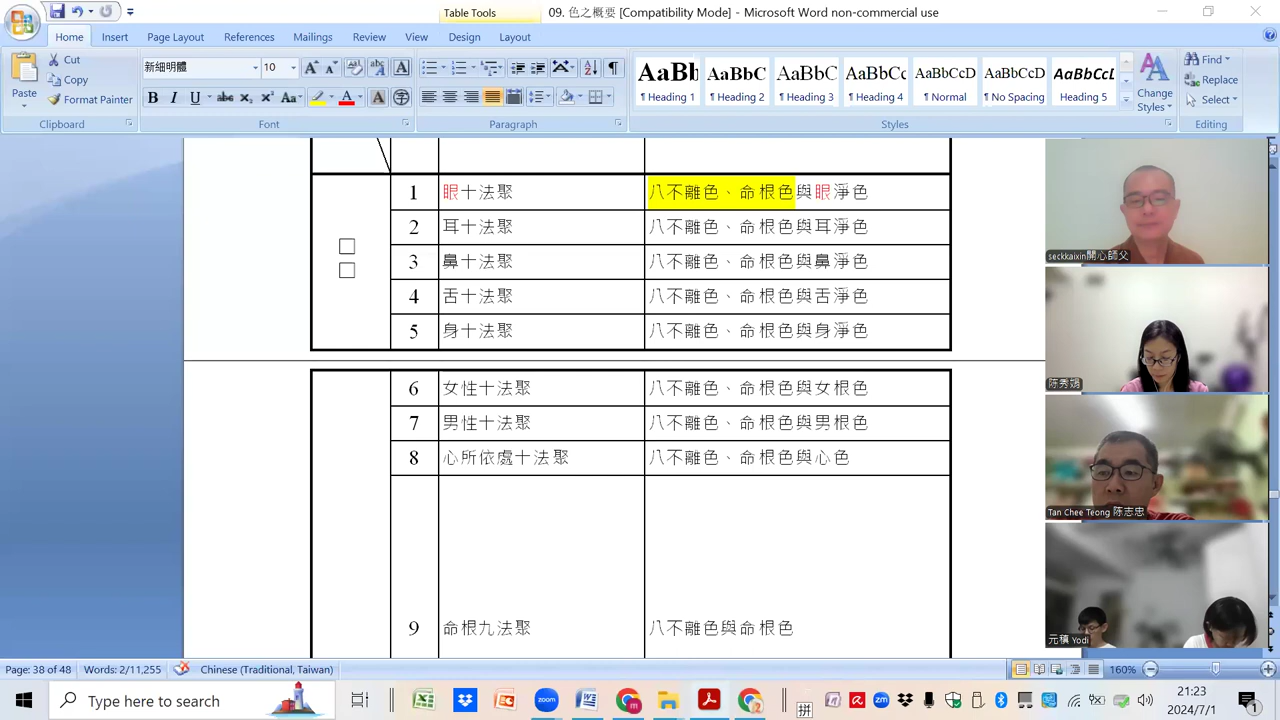 Table Tools
09. 色之概要 [Compatibility Mode] - Microsoft Word non-commercial use
Home Insert Page Layout References Mailings Review View Design Layout
Paste
Cut
Copy
Format Painter
Clipboard
新細明體 10
Font
Paragraph
¶ Heading 1 ¶ Heading 2 ¶ Heading 3 ¶ Heading 4 ¶ Normal ¶ No Spacing Heading 5
Change Styles
Styles
Find
Replace
Select
Editing
1 眼十法聚 八不離色、命根色與眼淨色
2 耳十法聚 八不離色、命根色與耳淨色
3 鼻十法聚 八不離色、命根色與鼻淨色
4 舌十法聚 八不離色、命根色與舌淨色
5 身十法聚 八不離色、命根色與身淨色
6 女性十法聚 八不離色、命根色與女根色
7 男性十法聚 八不離色、命根色與男根色
8 心所依處十法聚 八不離色、命根色與心色
9 命根九法聚 八不離色與命根色
seckkaixin開心師父
陈秀娟
Tan Chee Teong 陈志忠
元稹 Yodi
Page: 38 of 48 Words: 2/11,255 Chinese (Traditional, Taiwan) 160%
Type here to search
拼
21:23
2024/7/1